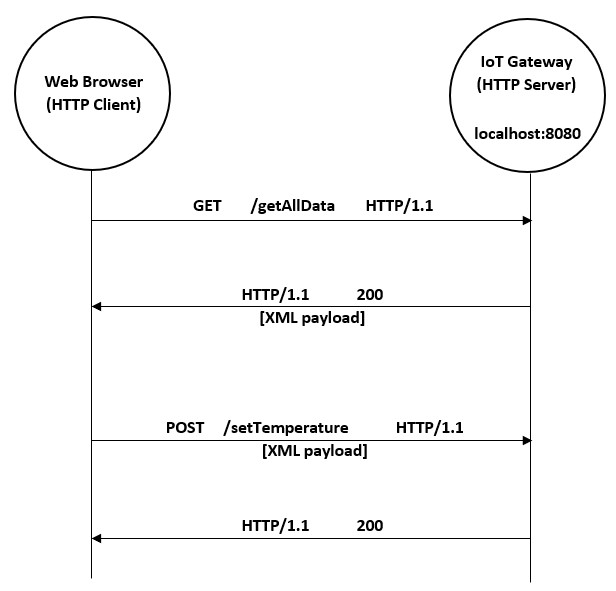 Web Browser
(HTTP Client)
IoT Gateway
(HTTP Server)
localhost:8080
GET /getAllData HTTP/1.1
HTTP/1.1 200
[XML payload]
POST /setTemperature HTTP/1.1
[XML payload]
HTTP/1.1 200